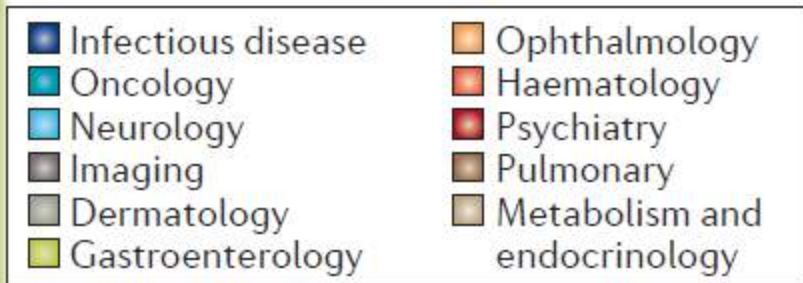 Infectious disease
Oncology
Neurology
Imaging
Dermatology
Gastroenterology
Ophthalmology
Haematology
Psychiatry
Pulmonary
Metabolism and
endocrinology